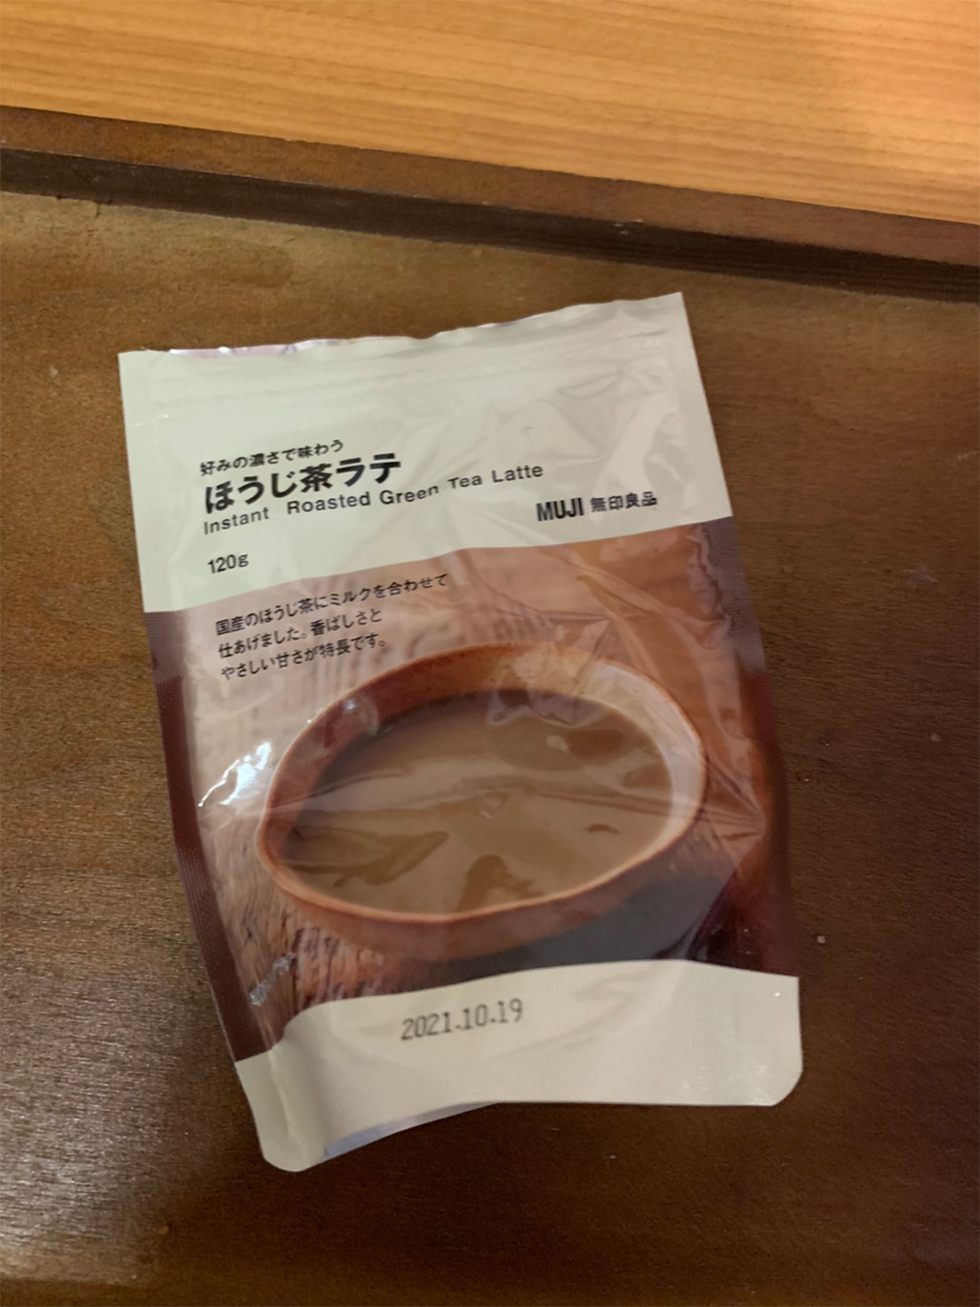 好みの濃さで味わう
ほうじ茶ラテ
Instant Roasted Green Tea Latte
MUJI 無印良品
120g
国産のほうじ茶にミルクを合わせて
仕あげました。香ばしさと
やさしい甘さが特長です。
2021.10.19